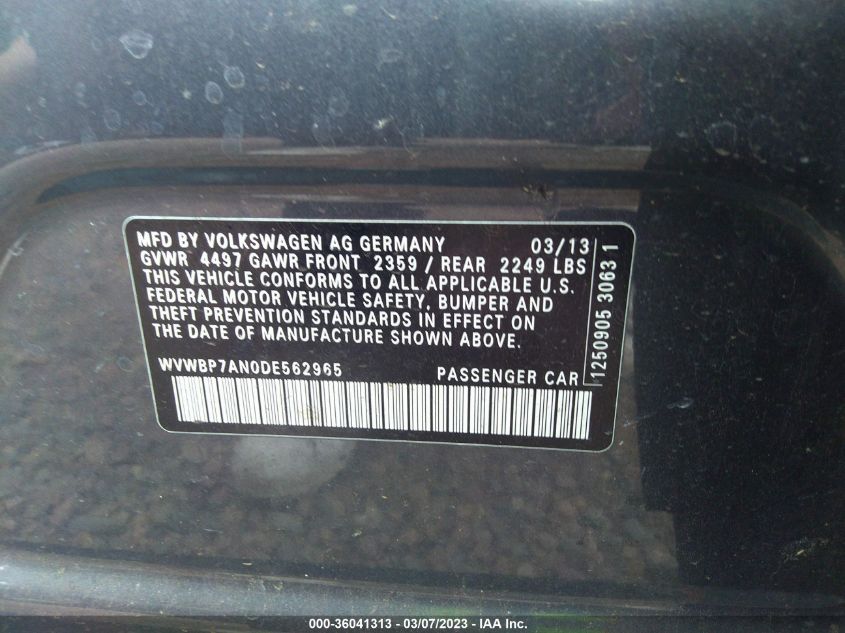 MFD BY VOLKSWAGEN AG GERMANY 03/13
GVWR 4497 GAWR FRONT 2359 / REAR 2249 LBS
THIS VEHICLE CONFORMS TO ALL APPLICABLE U.S.
FEDERAL MOTOR VEHICLE SAFETY, BUMPER AND
THEFT PREVENTION STANDARDS IN EFFECT ON
THE DATE OF MANUFACTURE SHOWN ABOVE.
WVWBP7AN0DE562965 PASSENGER CAR
1250905 3063 1
000-36041313 - 03/07/2023 - IAA Inc.